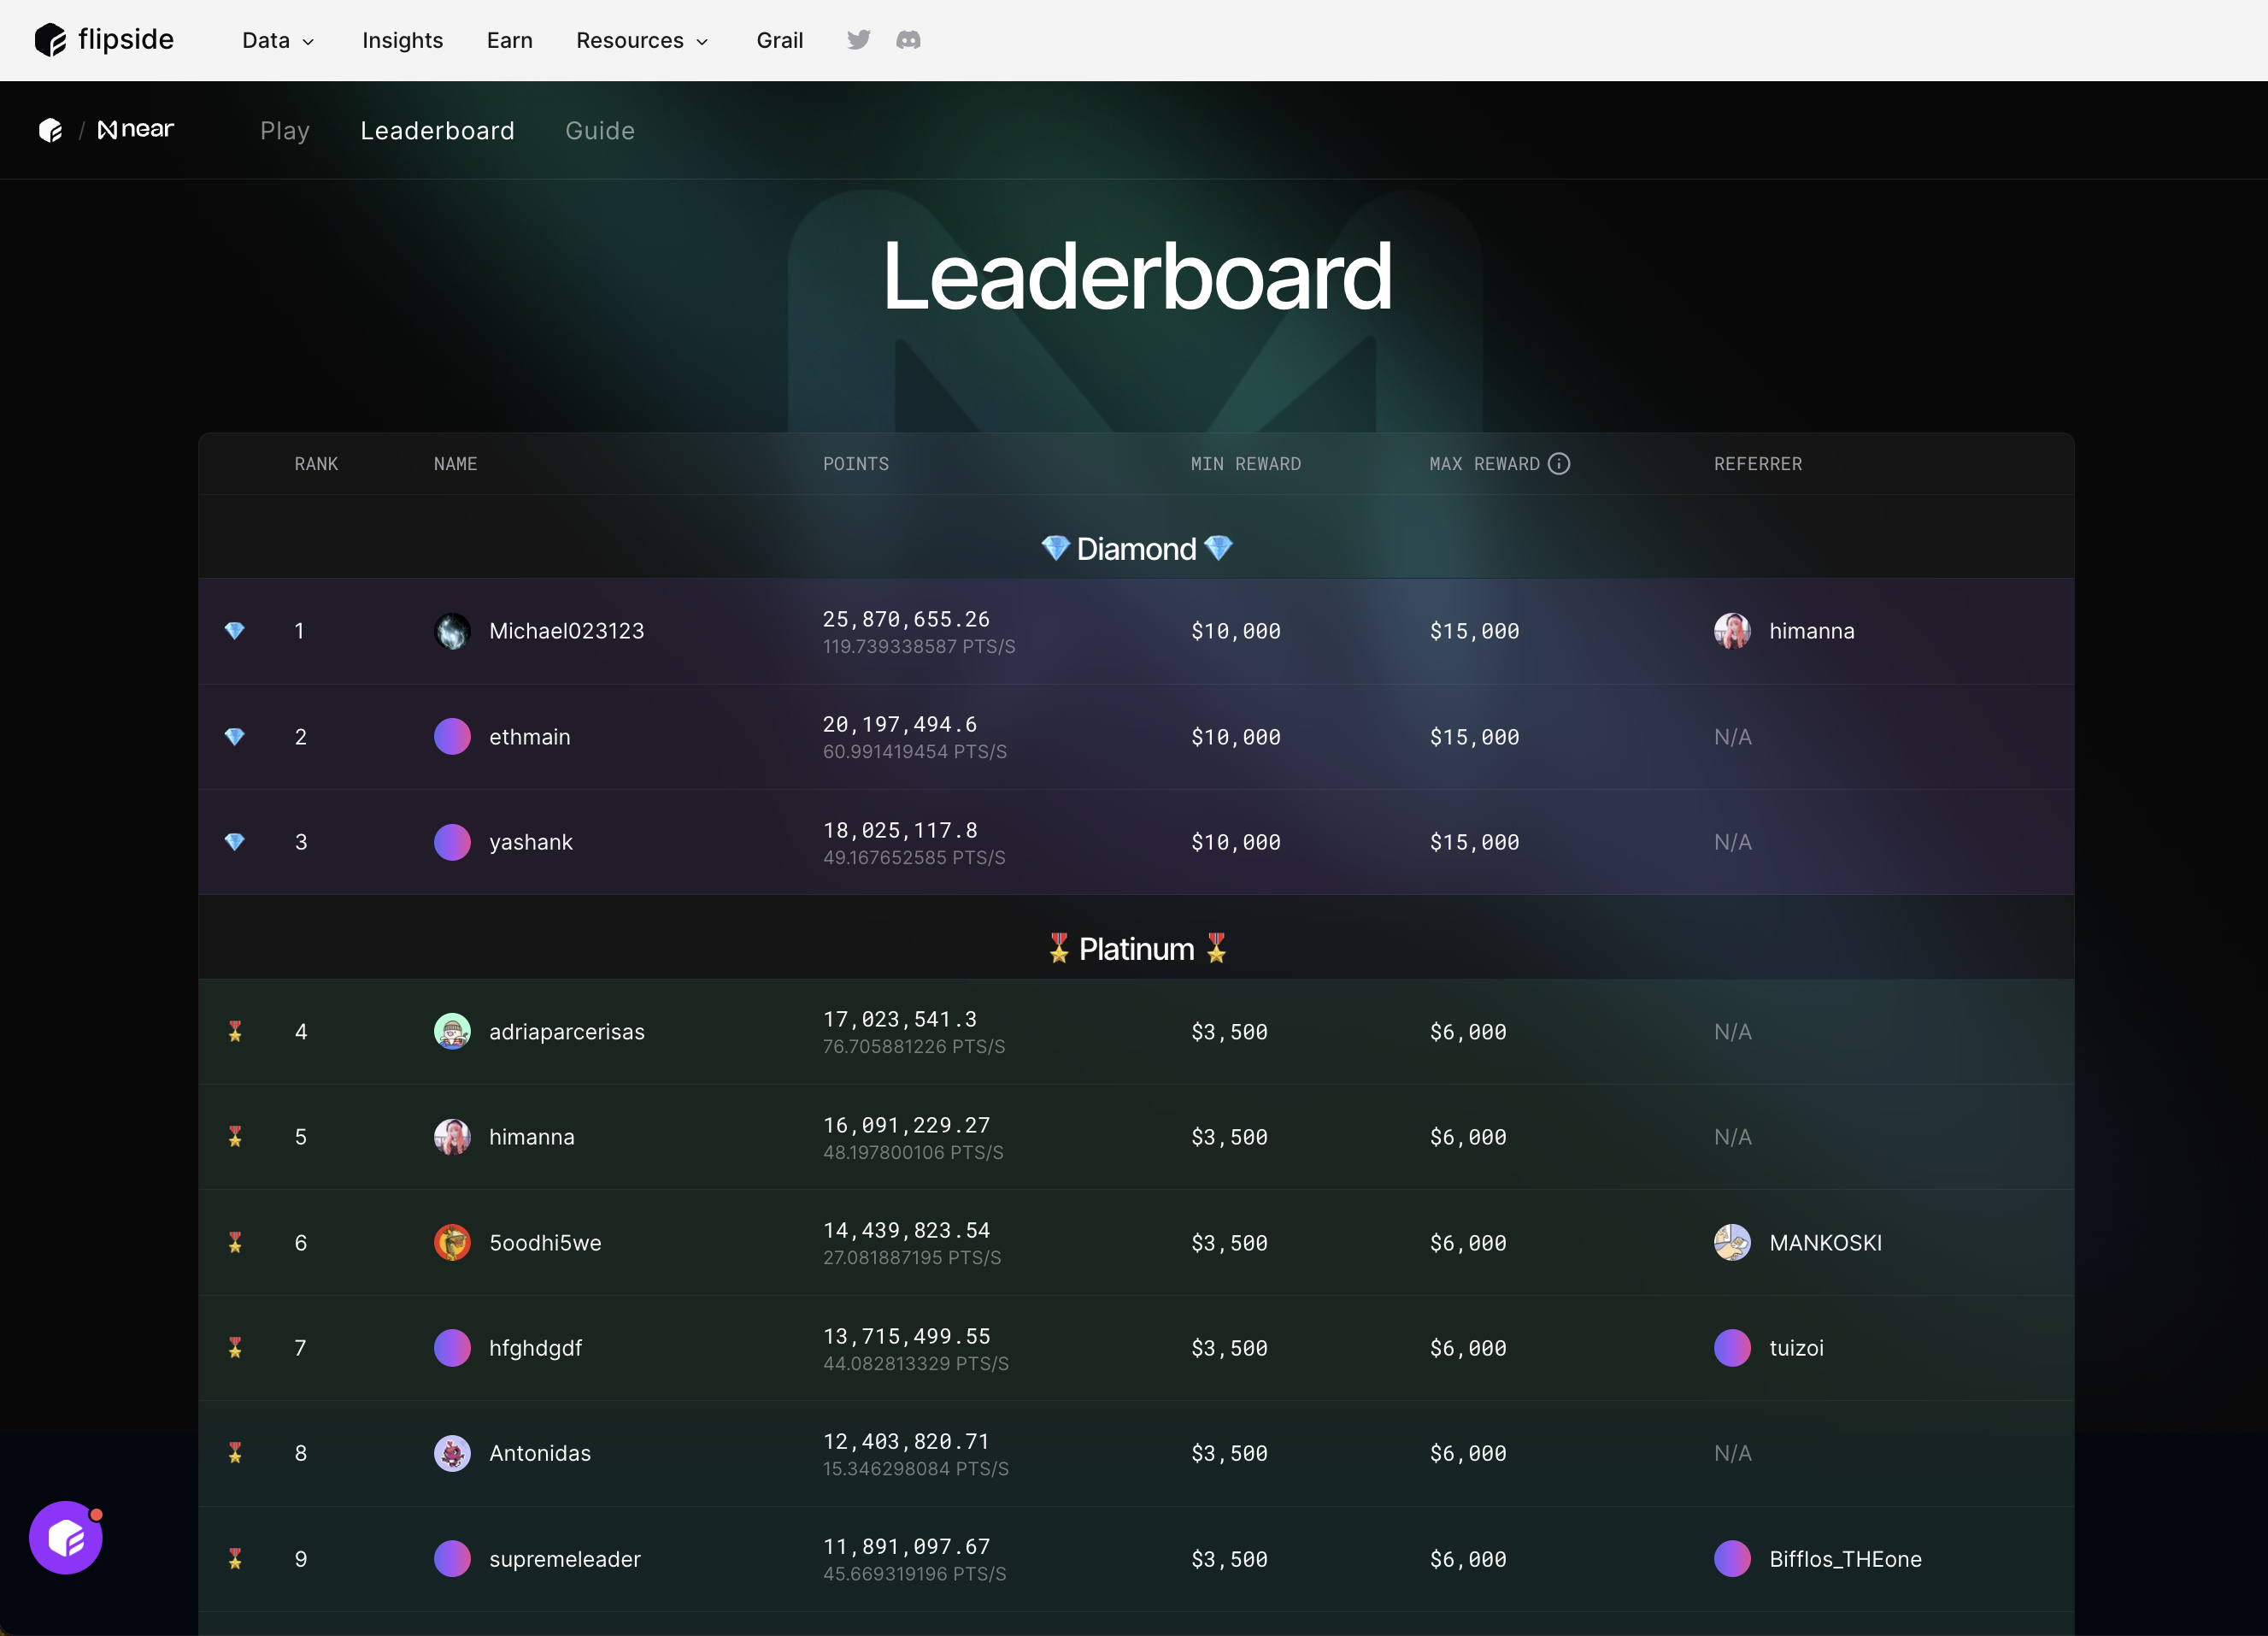 flipside Data Insights Earn Resources Grail
/ near Play Leaderboard Guide
Leaderboard
RANK NAME POINTS MIN REWARD MAX REWARD REFERRER
Diamond
1 Michael023123 25,870,655.26 $10,000 $15,000 himanna
119.739338587 PTS/S
2 ethmain 20,197,494.6 $10,000 $15,000 N/A
60.991419454 PTS/S
3 yashank 18,025,117.8 $10,000 $15,000 N/A
49.167652585 PTS/S
Platinum
4 adriaparcerisas 17,023,541.3 $3,500 $6,000 N/A
76.705881226 PTS/S
5 himanna 16,091,229.27 $3,500 $6,000 N/A
48.197800106 PTS/S
6 5oodhi5we 14,439,823.54 $3,500 $6,000 MANKOSKI
27.081887195 PTS/S
7 hfghdgdf 13,715,499.55 $3,500 $6,000 tuizoi
44.082813329 PTS/S
8 Antonidas 12,403,820.71 $3,500 $6,000 N/A
15.346298084 PTS/S
9 supremeleader 11,891,097.67 $3,500 $6,000 Bifflos_THEone
45.669319196 PTS/S